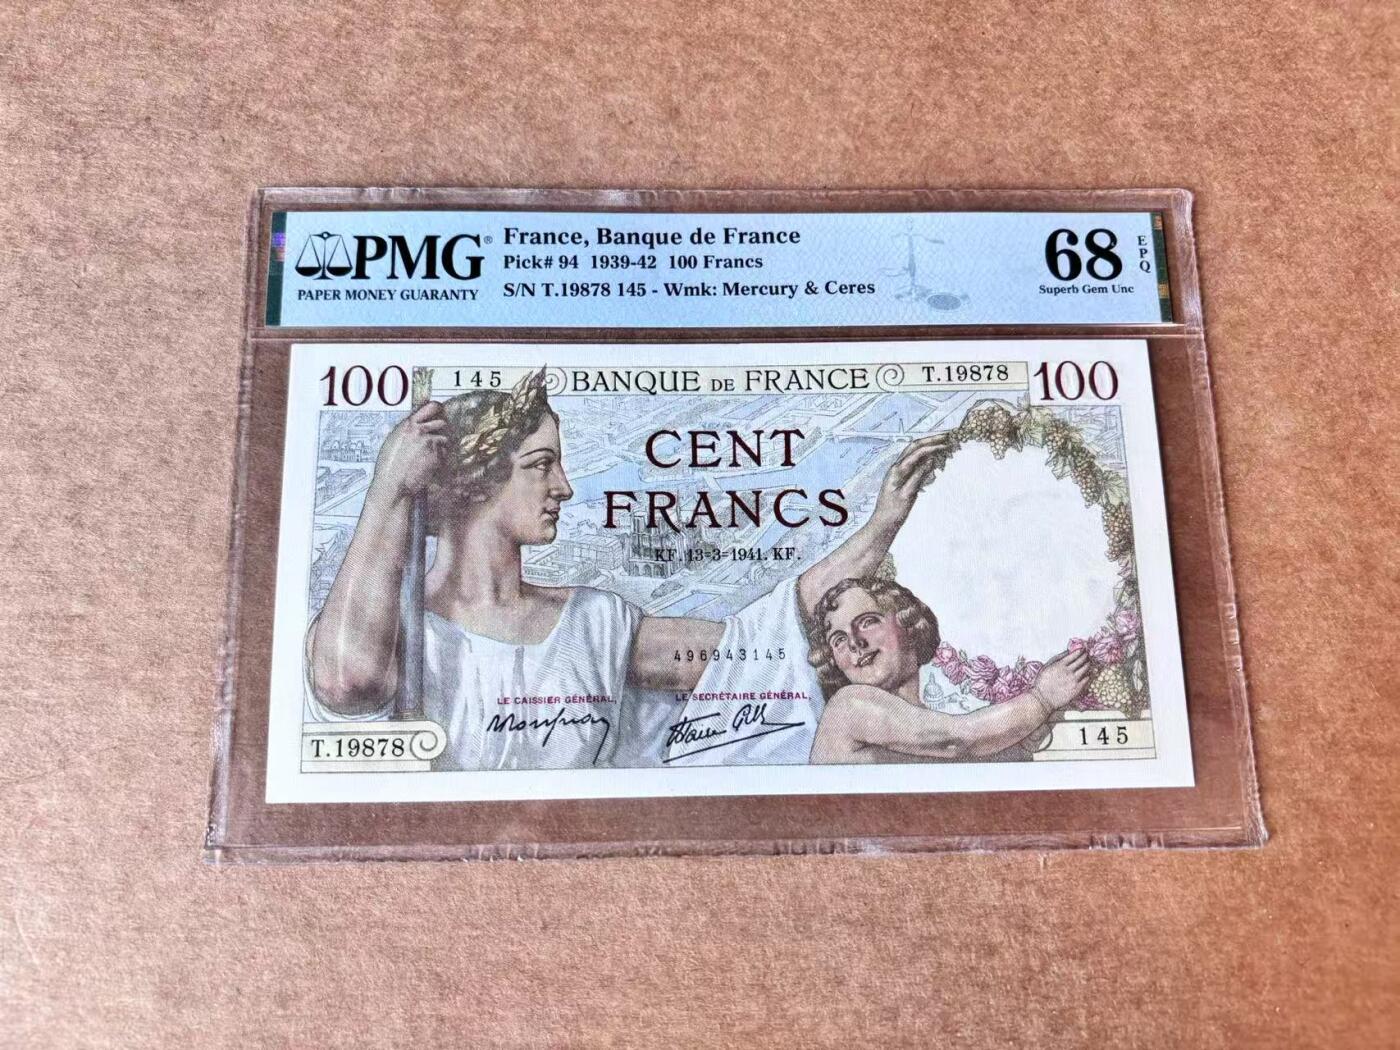 PMG®
PAPER MONEY GUARANTY
France, Banque de France
Pick# 94 1939-42 100 Francs
S/N T.19878 145 - Wmk: Mercury & Ceres
68 EPQ
Superb Gem Unc
100 145 BANQUE DE FRANCE T.19878 100
CENT
FRANCS
KF. 13=3=1941. KF.
496943145
LE CAISSIER GÉNÉRAL,
LE SECRÉTAIRE GÉNÉRAL,
T.19878
145